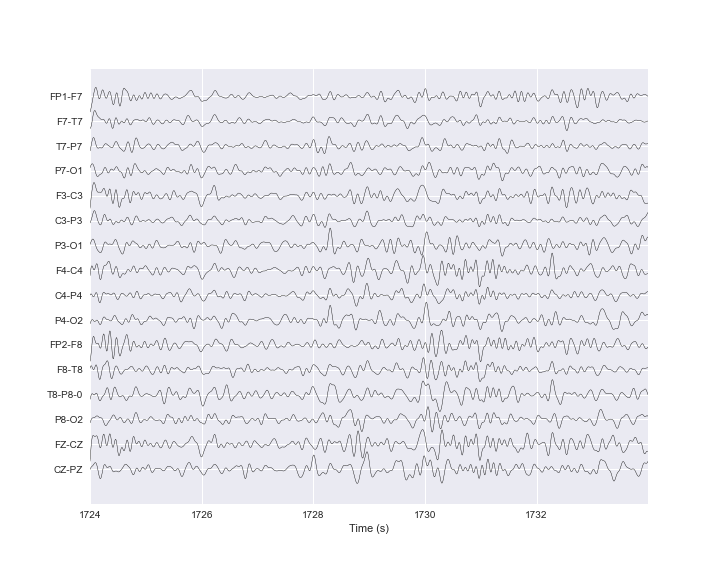 FP1-F7
F7-T7
T7-P7
P7-O1
F3-C3
C3-P3
P3-O1
F4-C4
C4-P4
P4-O2
FP2-F8
F8-T8
T8-P8-0
P8-O2
FZ-CZ
CZ-PZ
1724 1726 1728 1730 1732
Time (s)